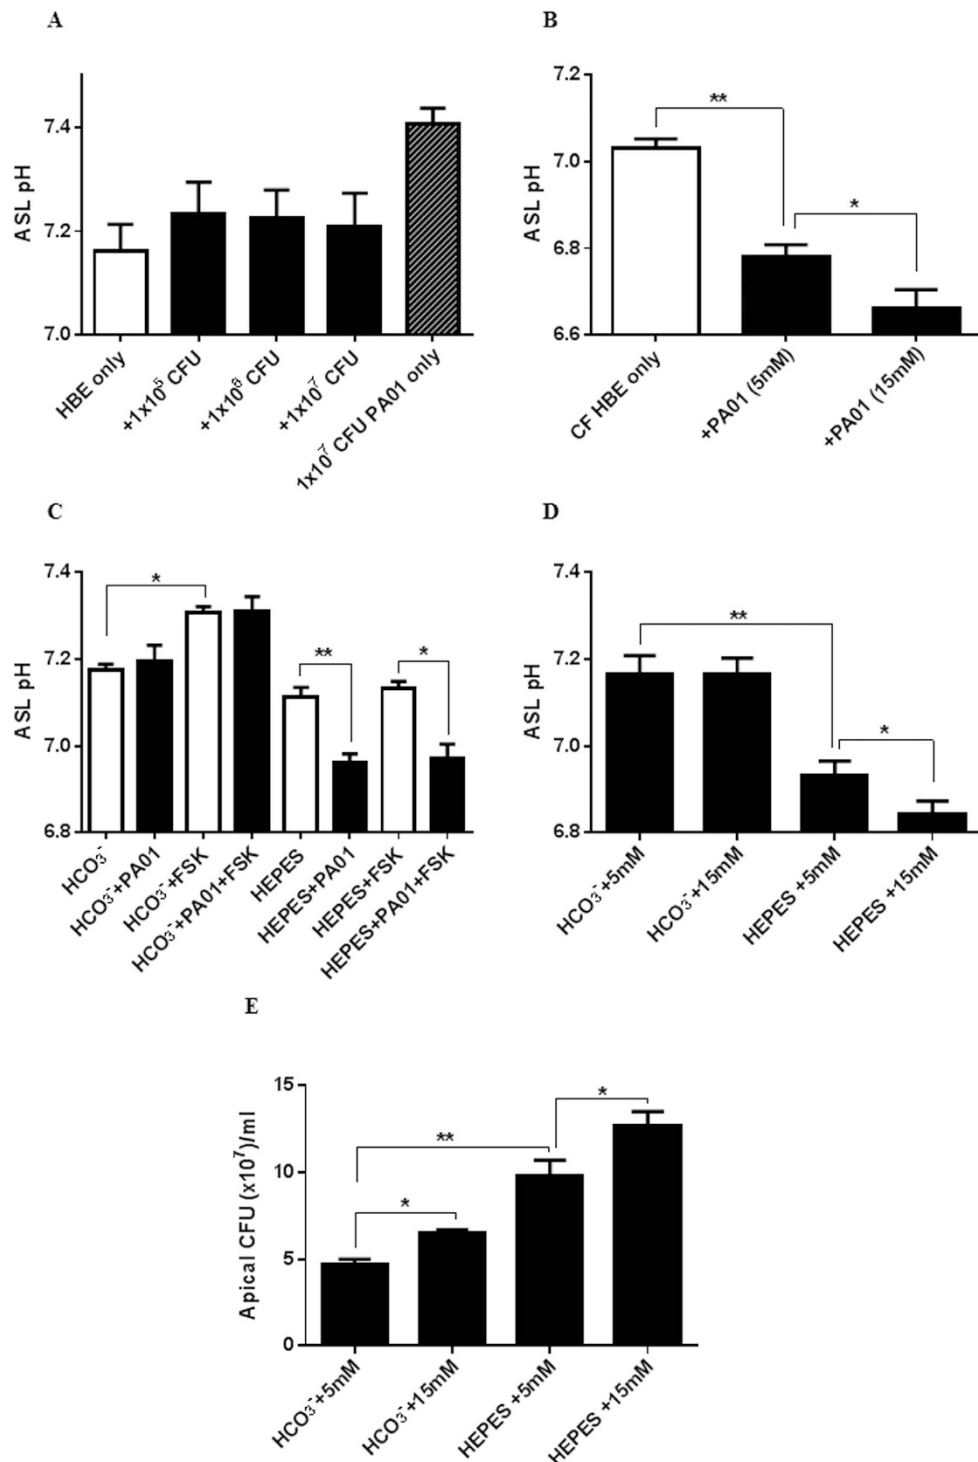 A
ASL pH
7.4
7.2
7.0
HBE only
+1x10⁵ CFU
+1x10⁶ CFU
+1x10⁷ CFU
1x10⁷ CFU PA01 only
B
ASL pH
7.2
7.0
6.8
6.6
**
*
CF HBE only
+PA01 (5mM)
+PA01 (15mM)
C
ASL pH
7.4
7.2
7.0
6.8
*
**
*
HCO₃⁻
HCO₃⁻+PA01
HCO₃⁻+FSK
HCO₃⁻+PA01+FSK
HEPES
HEPES+PA01
HEPES+FSK
HEPES+PA01+FSK
D
ASL pH
7.4
7.2
7.0
6.8
**
*
HCO₃⁻+5mM
HCO₃⁻+15mM
HEPES +5mM
HEPES +15mM
E
Apical CFU (x10⁷)/ml
15
10
5
0
*
**
*
HCO₃⁻+5mM
HCO₃⁻+15mM
HEPES +5mM
HEPES +15mM